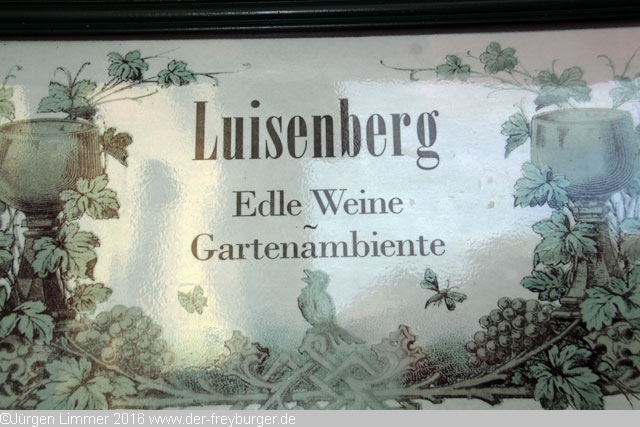 Luisenberg
Edle Weine
~
Gartenambiente
©Jürgen Limmer 2016 www.der-freyburger.de